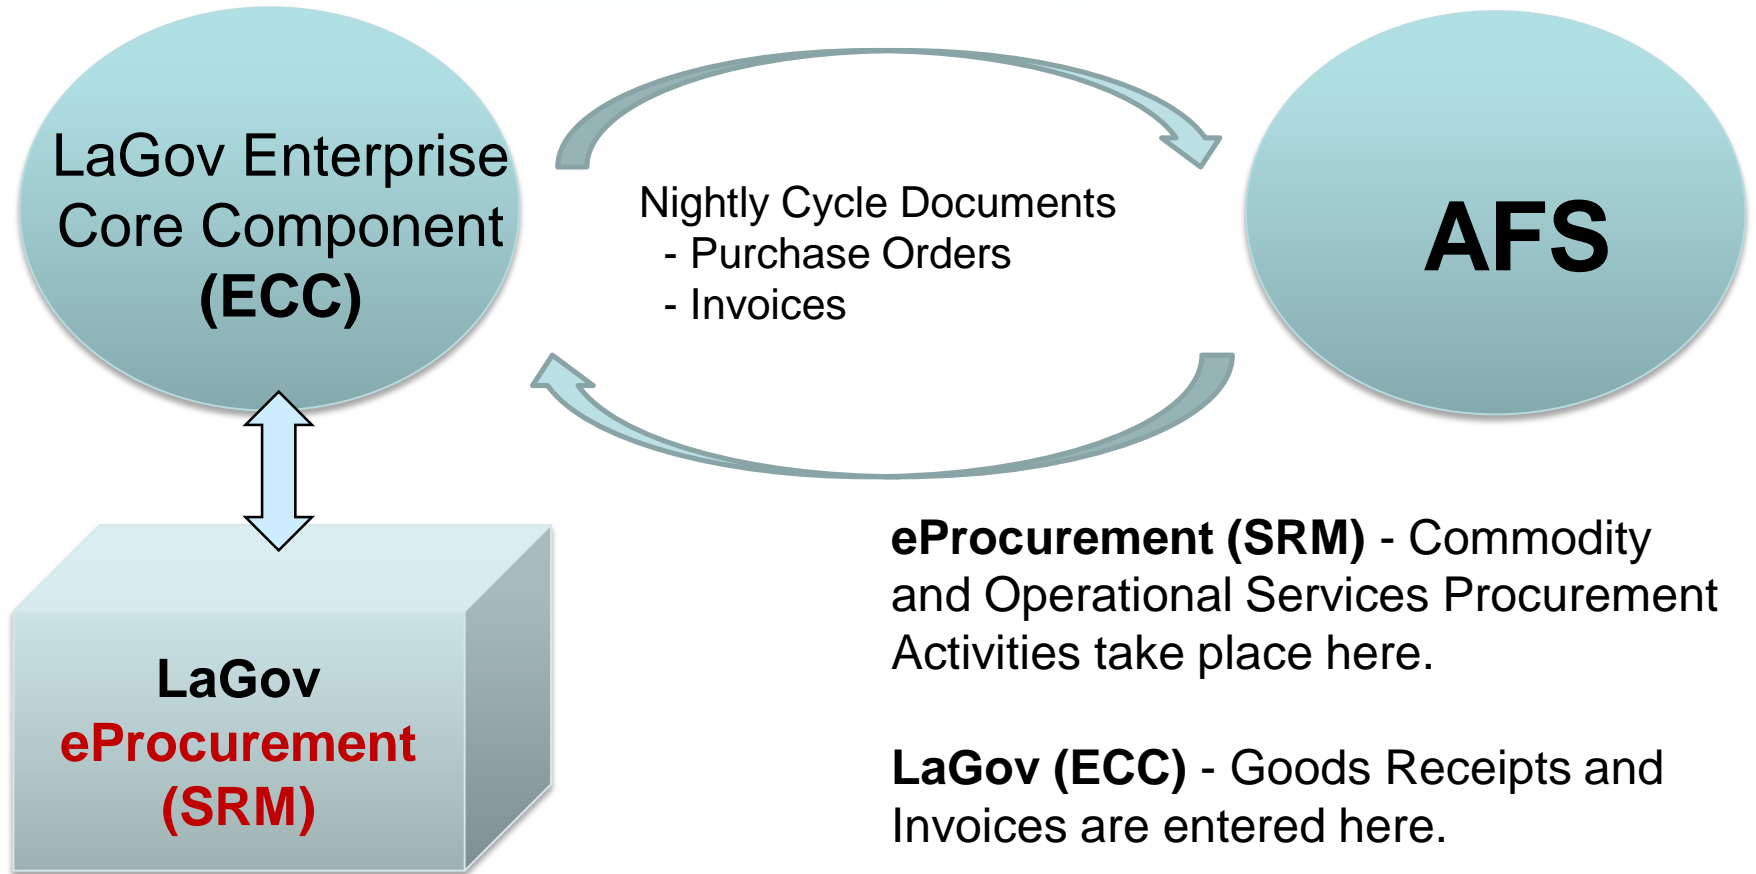 LaGov Enterprise
Core Component
(ECC)
Nightly Cycle Documents
- Purchase Orders
- Invoices
AFS
LaGov
eProcurement
(SRM)
eProcurement (SRM) - Commodity
and Operational Services Procurement
Activities take place here.
LaGov (ECC) - Goods Receipts and
Invoices are entered here.